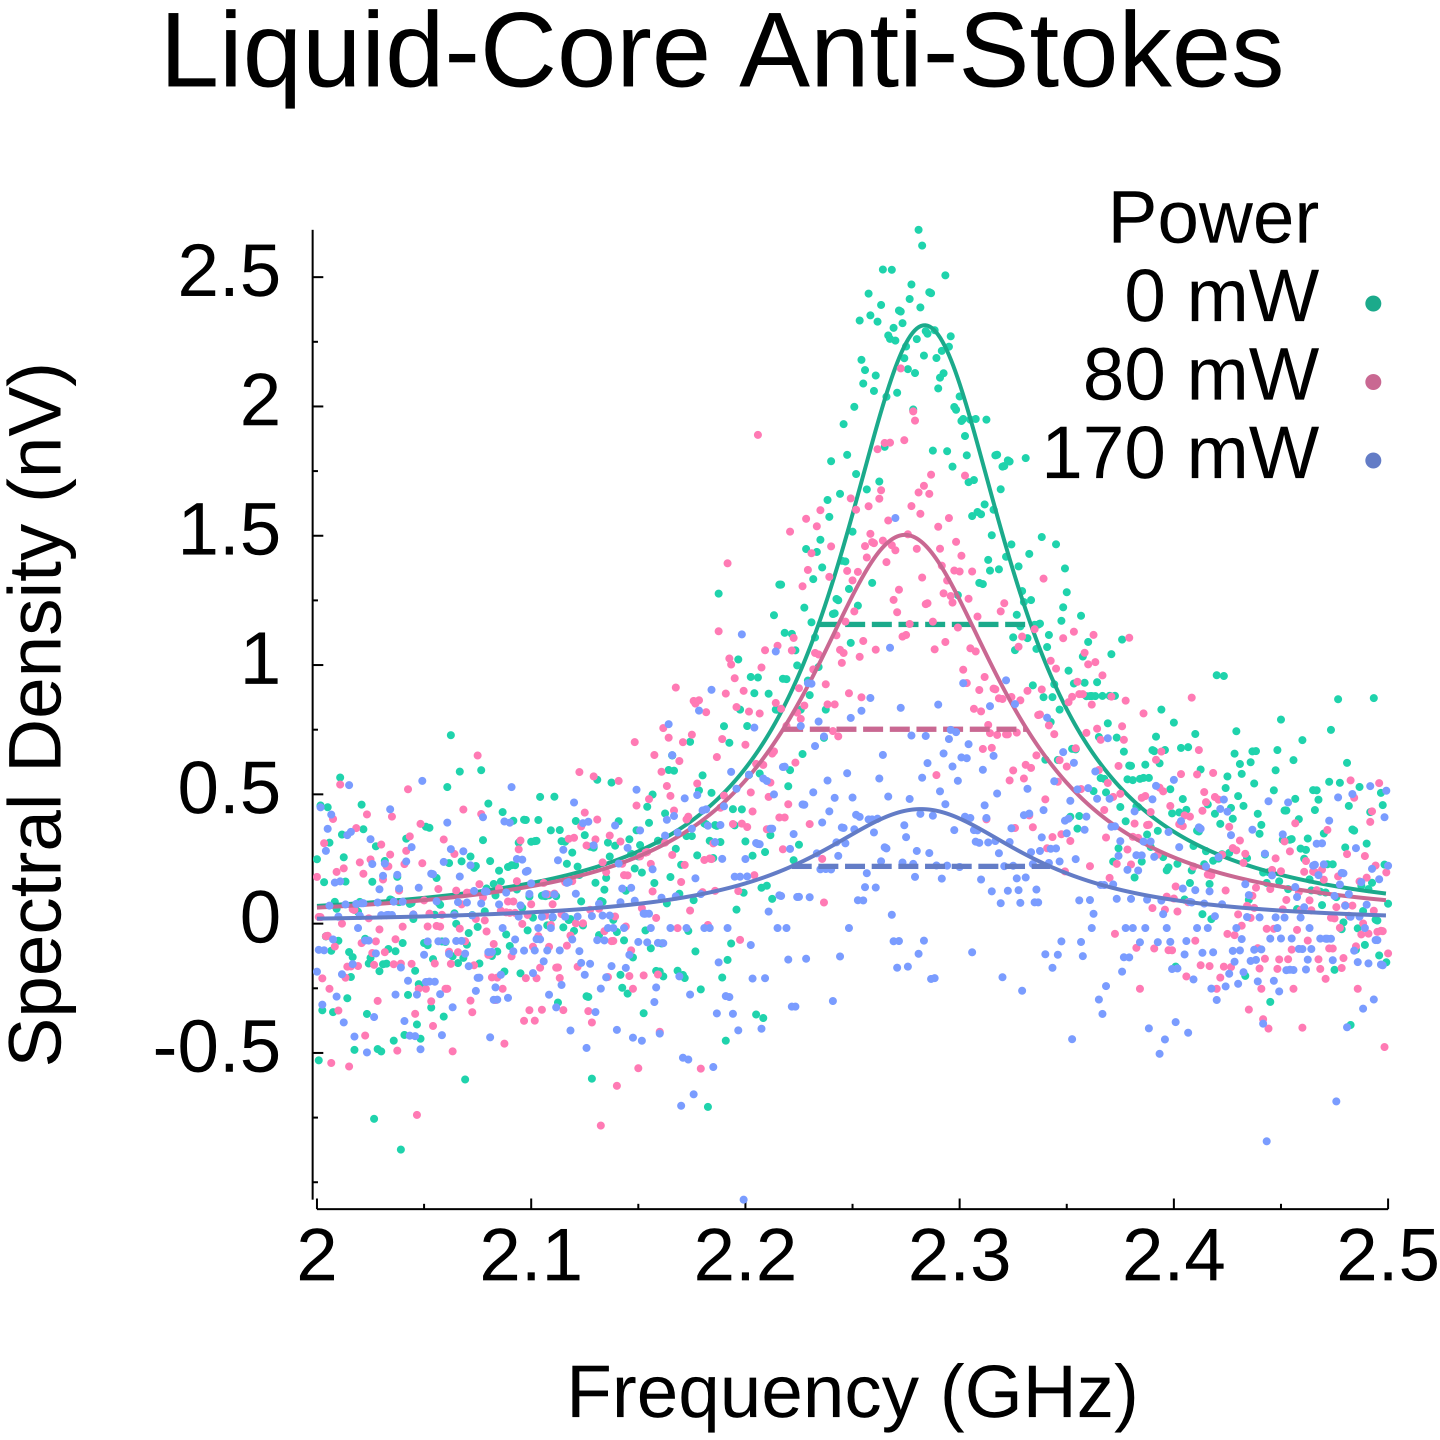 Liquid-Core Anti-Stokes
Power
0 mW
80 mW
170 mW
Spectral Density (nV)
2.5
2
1.5
1
0.5
0
-0.5
2
2.1
2.2
2.3
2.4
2.5
Frequency (GHz)